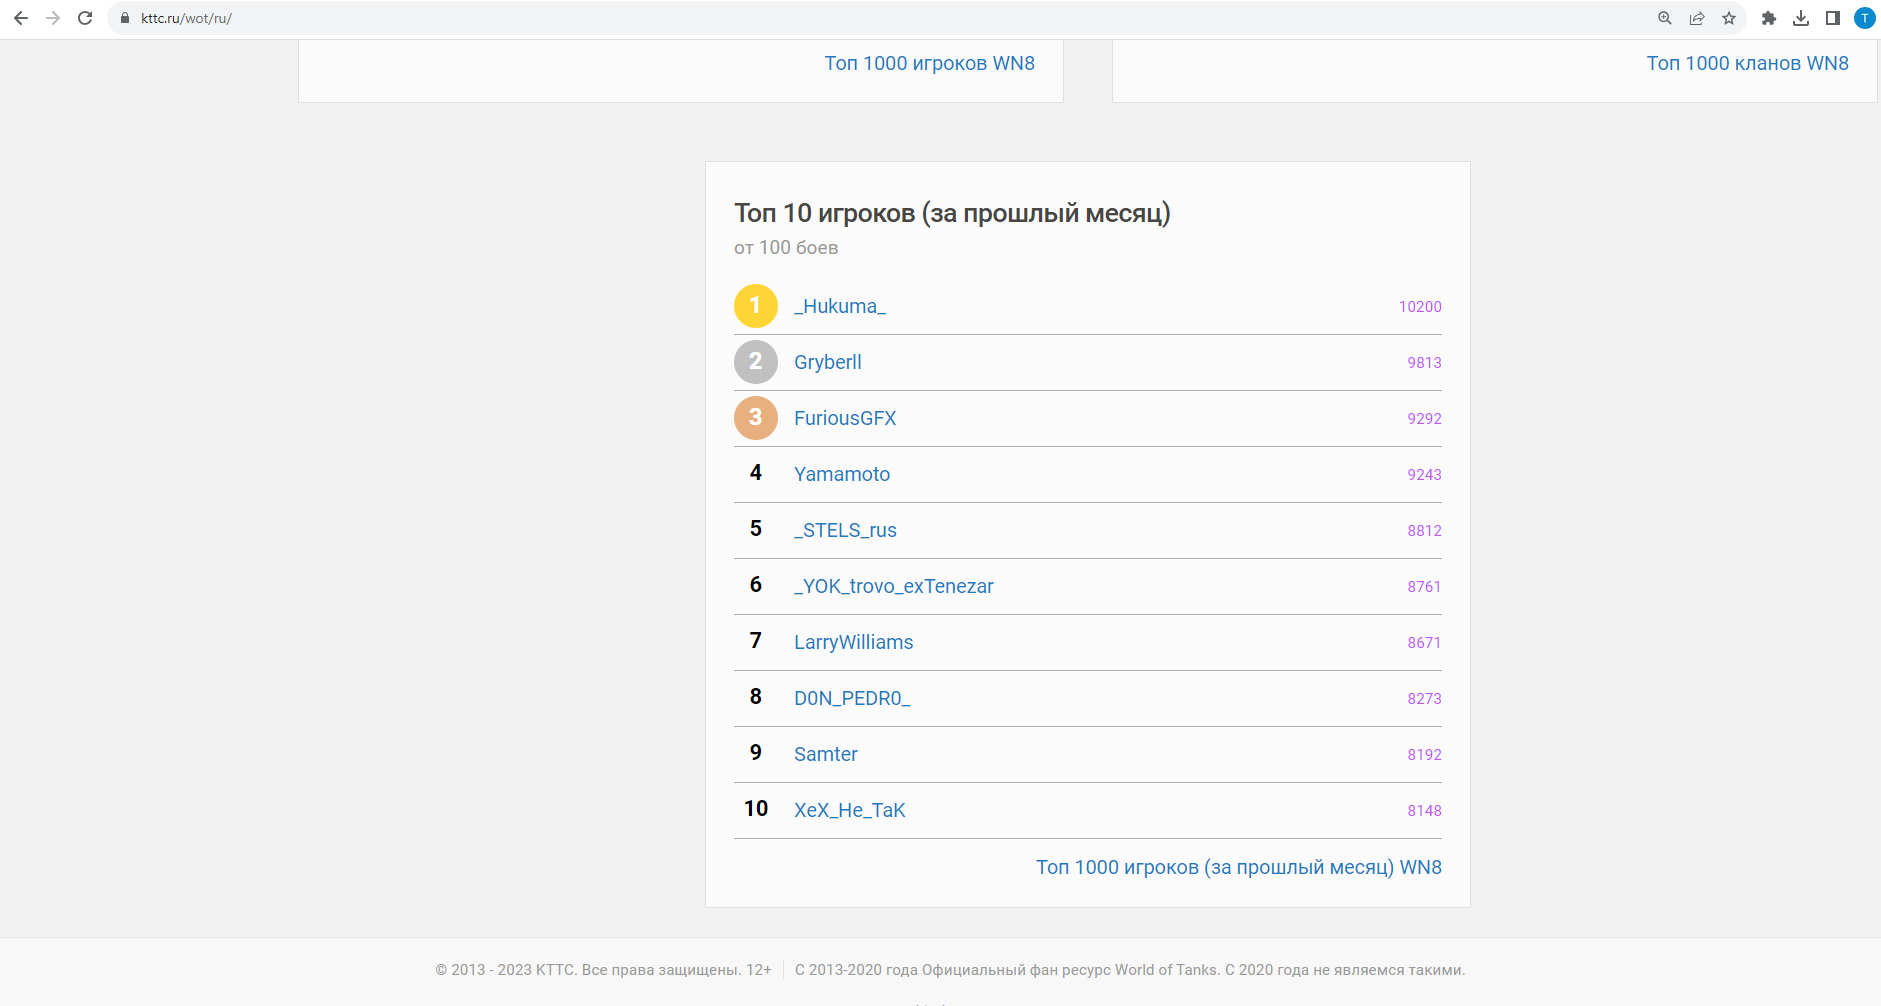 kttc.ru/wot/ru/
T
Топ 1000 игроков WN8
Топ 1000 кланов WN8
Топ 10 игроков (за прошлый месяц)
от 100 боев
1 _Hukuma_ 10200
2 Gryberll 9813
3 FuriousGFX 9292
4 Yamamoto 9243
5 _STELS_rus 8812
6 _YOK_trovo_exTenezar 8761
7 LarryWilliams 8671
8 D0N_PEDR0_ 8273
9 Samter 8192
10 XeX_He_TaK 8148
Топ 1000 игроков (за прошлый месяц) WN8
© 2013 - 2023 KTTC. Все права защищены. 12+ С 2013-2020 года Официальный фан ресурс World of Tanks. С 2020 года не являемся такими.